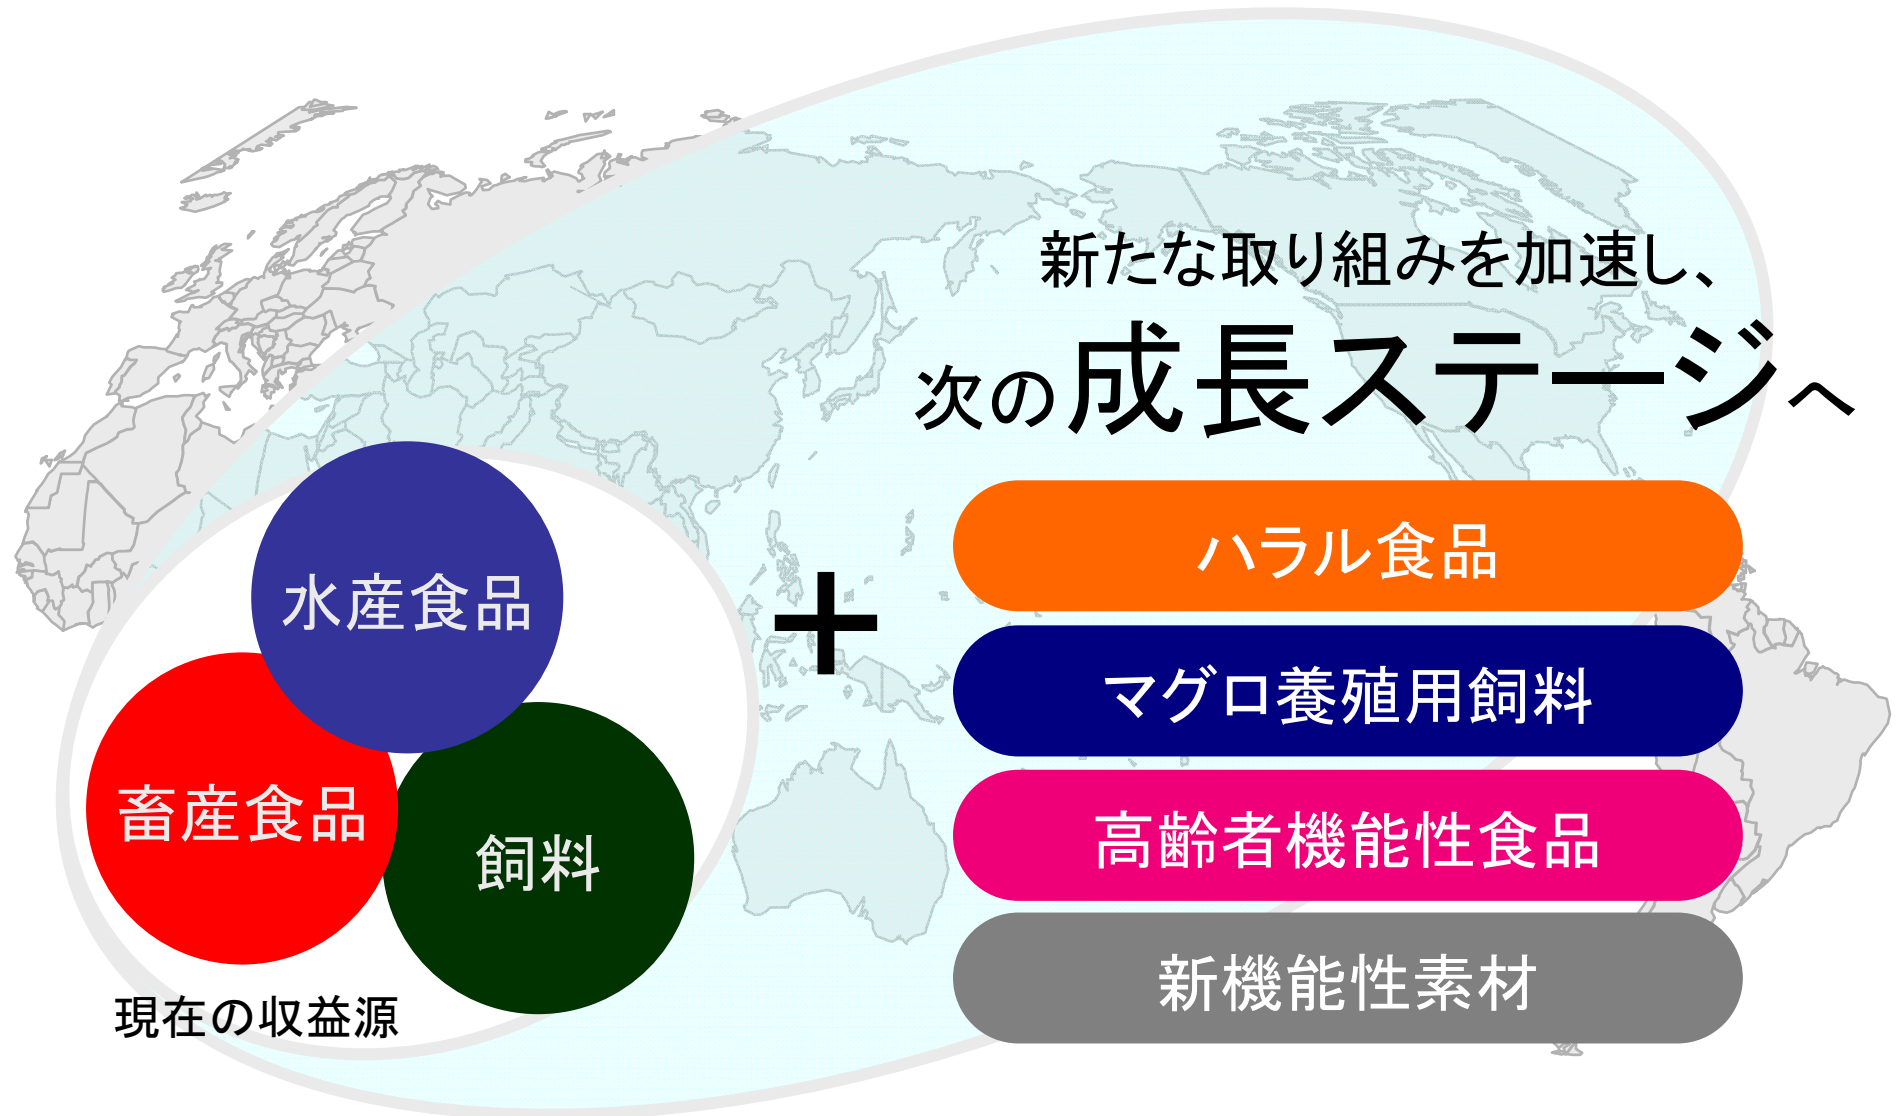 新たな取り組みを加速し、
次の成長ステージへ
水産食品
畜産食品
飼料
現在の収益源
＋
ハラル食品
マグロ養殖用飼料
高齢者機能性食品
新機能性素材